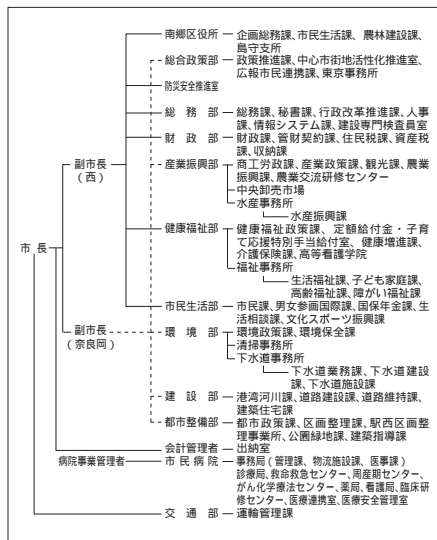 南郷区役所 企画総務課、市民生活課、農林建設課、
島守支所
総合政策部 政策推進課、中心市街地活性化推進室、
広報市民連携課、東京事務所
防災安全推進室
総務部 総務課、秘書課、行政改革推進課、人事
課、情報システム課、建設専門検査員室
財政部 財政課、管財契約課、住民税課、資産税
課、収納課
副市長
(西)
産業振興部 商工労政課、産業政策課、観光課、農業
振興課、農業交流研修センター
中央卸売市場
水産事務所
水産振興課
健康福祉部 健康福祉政策課、定額給付金・子育
て応援特別手当給付室、健康増進課、
介護保険課、高等看護学院
福祉事務所
生活福祉課、子ども家庭課、
高齢福祉課、障がい福祉課
市長
市民生活部 市民課、男女参画国際課、国保年金課、生
活相談課、文化スポーツ振興課
副市長
(奈良岡)
環境部 環境政策課、環境保全課
清掃事務所
下水道事務所
下水道業務課、下水道建設
課、下水道施設課
建設部 港湾河川課、道路建設課、道路維持課、
建築住宅課
都市整備部 都市政策課、区画整理課、駅西区画整
理事業所、公園緑地課、建築指導課
会計管理者 出納室
病院事業管理者 市民病院 事務局(管理課、物流施設課、医事課)
診療局、救命救急センター、周産期センター、
がん化学療法センター、薬局、看護局、臨床研
修センター、医療連携室、医療安全管理室
交通部 運輸管理課